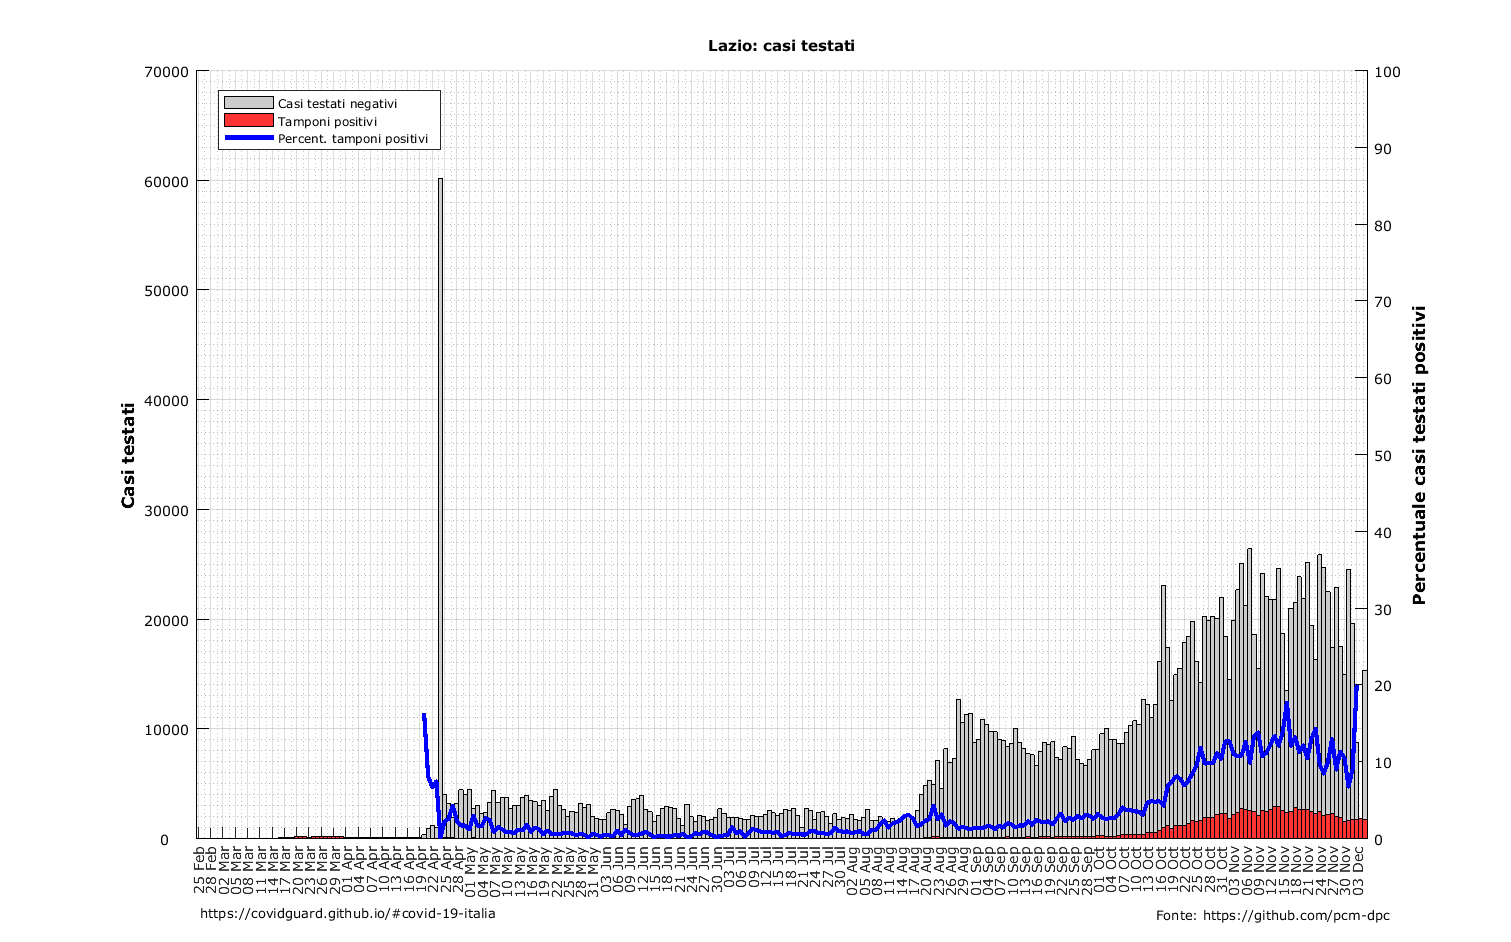 Lazio: casi testati
70000
60000
50000
40000
30000
20000
10000
0
100
90
80
70
60
50
40
30
20
10
0
Casi testati negativi
Tamponi positivi
Percent. tamponi positivi
Casi testati
Percentuale casi testati positivi
25 Feb
28 Feb
02 Mar
05 Mar
08 Mar
11 Mar
14 Mar
17 Mar
20 Mar
23 Mar
26 Mar
29 Mar
01 Apr
04 Apr
07 Apr
10 Apr
13 Apr
16 Apr
19 Apr
22 Apr
25 Apr
28 Apr
01 May
04 May
07 May
10 May
13 May
16 May
19 May
22 May
25 May
28 May
31 May
03 Jun
06 Jun
09 Jun
12 Jun
15 Jun
18 Jun
21 Jun
24 Jun
27 Jun
30 Jun
03 Jul
06 Jul
09 Jul
12 Jul
15 Jul
18 Jul
21 Jul
24 Jul
27 Jul
30 Jul
02 Aug
05 Aug
08 Aug
11 Aug
14 Aug
17 Aug
20 Aug
23 Aug
26 Aug
29 Aug
01 Sep
04 Sep
07 Sep
10 Sep
13 Sep
16 Sep
19 Sep
22 Sep
25 Sep
28 Sep
01 Oct
04 Oct
07 Oct
10 Oct
13 Oct
16 Oct
19 Oct
22 Oct
25 Oct
28 Oct
31 Oct
03 Nov
06 Nov
09 Nov
12 Nov
15 Nov
18 Nov
21 Nov
24 Nov
27 Nov
30 Nov
03 Dec
https://covidguard.github.io/#covid-19-italia
Fonte: https://github.com/pcm-dpc